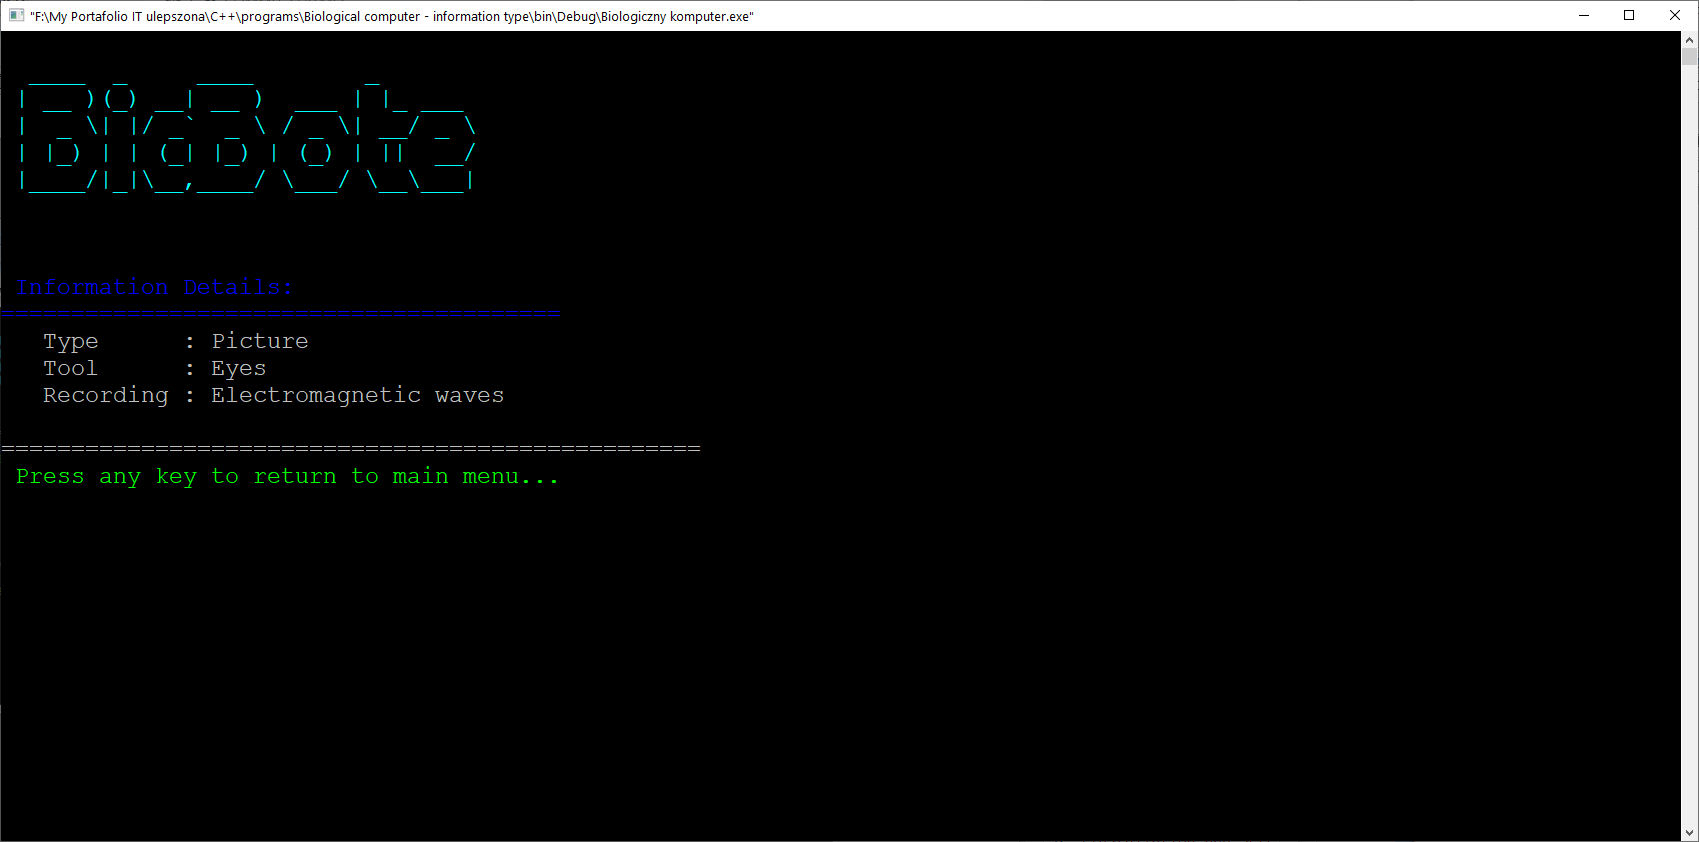 "F:\My Portafolio IT ulepszona\C++\programs\Biological computer - information type\bin\Debug\Biologiczny komputer.exe"
Information Details:
========================================
Type      : Picture
Tool      : Eyes
Recording : Electromagnetic waves
==================================================
Press any key to return to main menu...